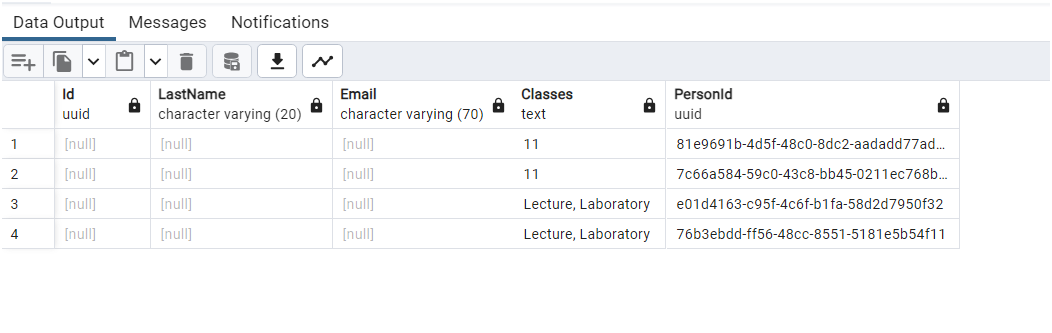 Data Output Messages Notifications
Id LastName Email Classes PersonId
uuid character varying (20) character varying (70) text uuid
1 [null] [null] [null] 11 81e9691b-4d5f-48c0-8dc2-aadadd77ad...
2 [null] [null] [null] 11 7c66a584-59c0-43c8-bb45-0211ec768b...
3 [null] [null] [null] Lecture, Laboratory e01d4163-c95f-4c6f-b1fa-58d2d7950f32
4 [null] [null] [null] Lecture, Laboratory 76b3ebdd-ff56-48cc-8551-5181e5b54f11